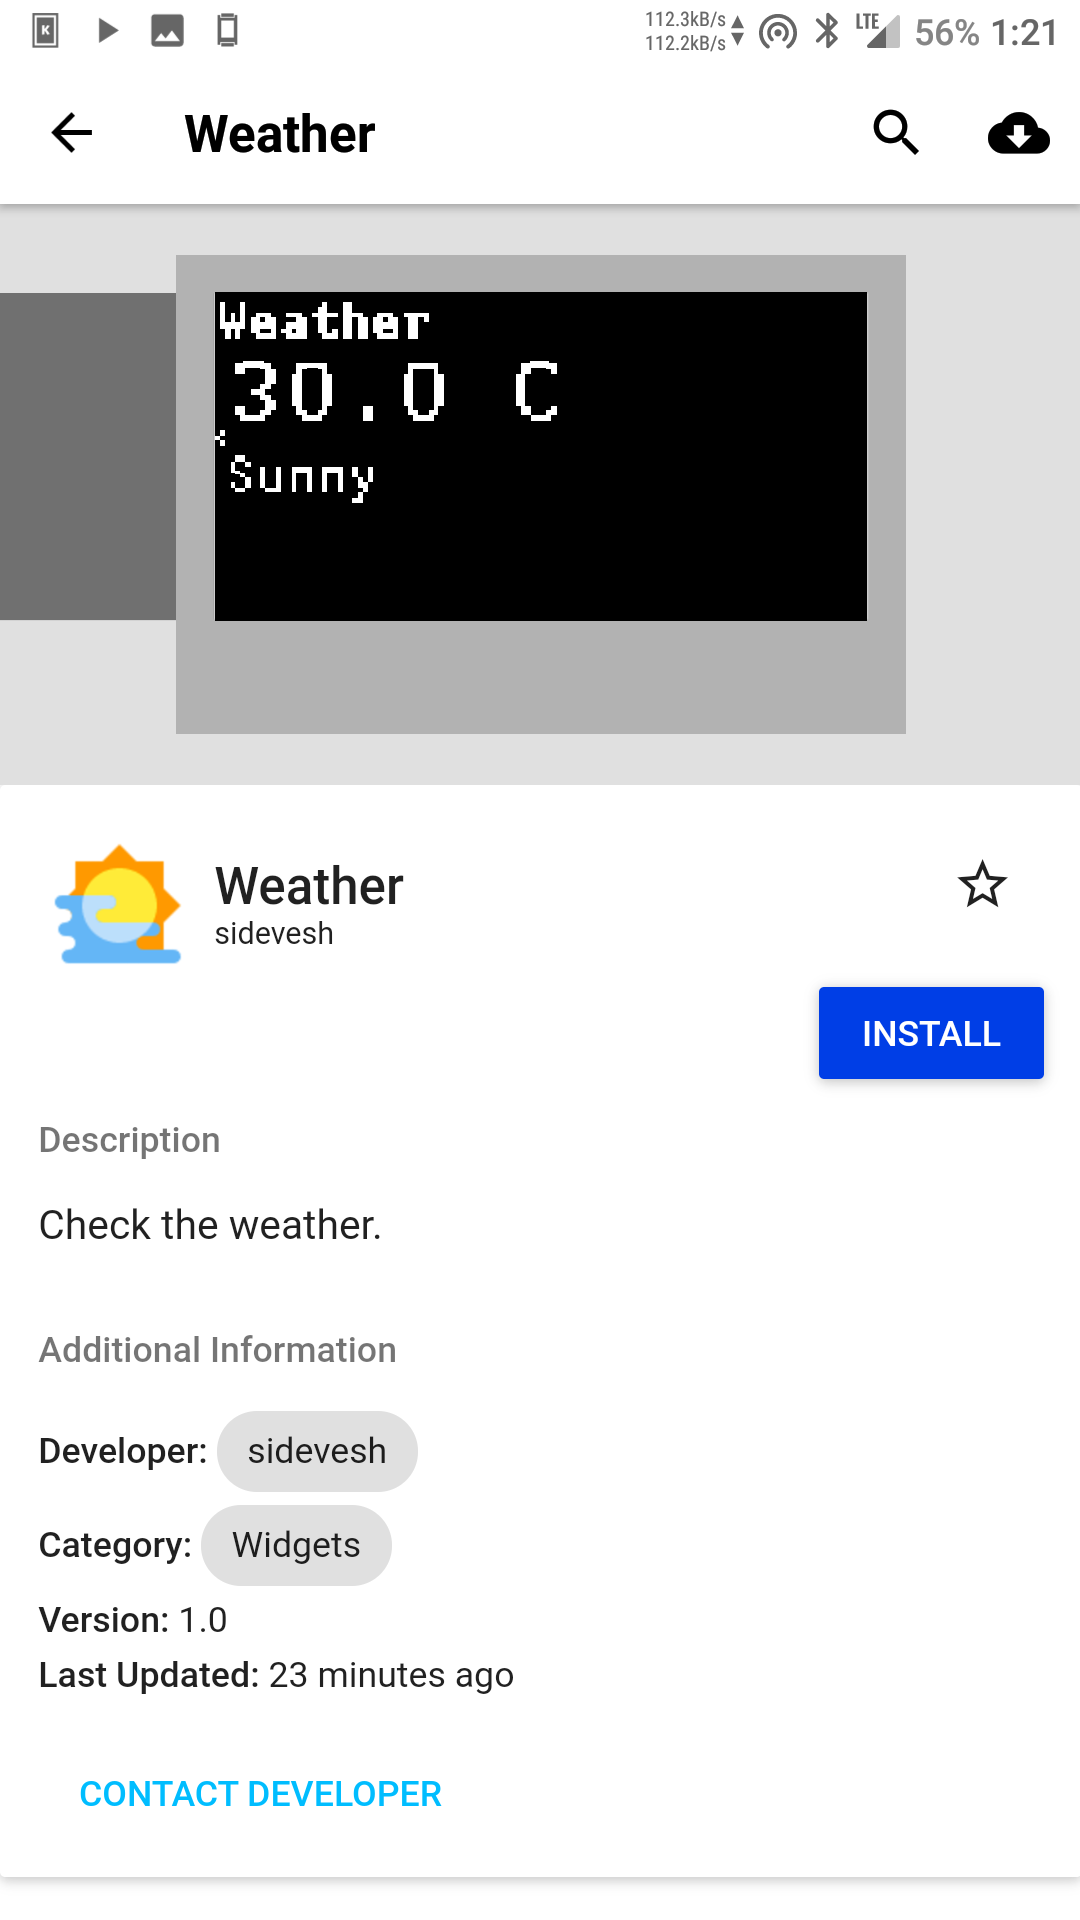 112.3kB/s
112.2kB/s
LTE
56% 1:21
K
Weather
Weather
30.0 C
<
Sunny
Weather
sidevesh
INSTALL
Description
Check the weather.
Additional Information
Developer: sidevesh
Category: Widgets
Version: 1.0
Last Updated: 23 minutes ago
CONTACT DEVELOPER